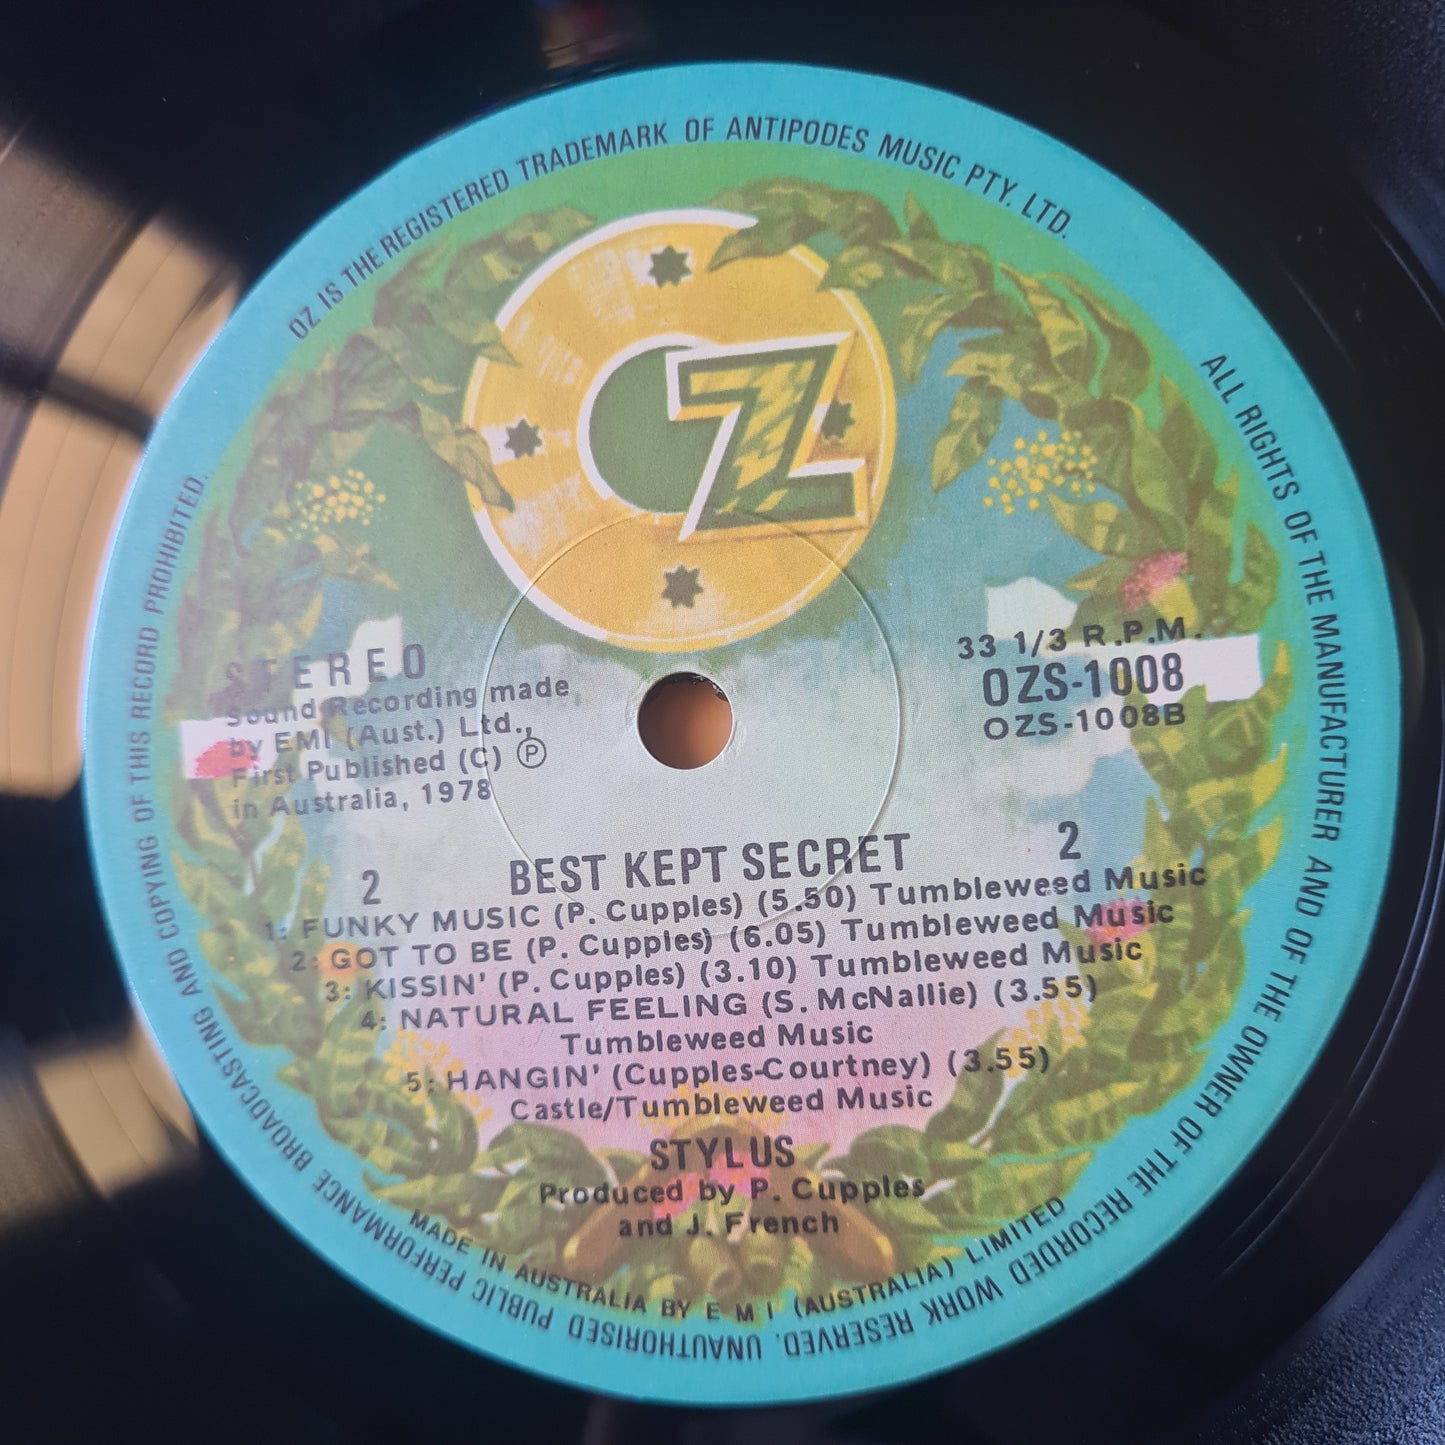 OZ IS THE REGISTERED TRADEMARK OF ANTIPODES MUSIC PTY. LTD.
ALL RIGHTS OF THE MANUFACTURER AND OF THE OWNER OF THE RECORDED WORK RESERVED. UNAUTHORISED PUBLIC PERFORMANCE BROADCASTING AND COPYING OF THIS RECORD PROHIBITED.
OZ
STEREO
Sound Recording made
by EMI (Aust.) Ltd.,
First Published (C) Ⓟ
in Australia, 1978
33 1/3 R.P.M.
OZS-1008
OZS-1008B
2 BEST KEPT SECRET 2
1: FUNKY MUSIC (P. Cupples) (5.50) Tumbleweed Music
2: GOT TO BE (P. Cupples) (6.05) Tumbleweed Music
3: KISSIN' (P. Cupples) (3.10) Tumbleweed Music
4: NATURAL FEELING (S. McNallie) (3.55)
Tumbleweed Music
5: HANGIN' (Cupples-Courtney) (3.55)
Castle/Tumbleweed Music
STYLUS
Produced by P. Cupples
and J. French
MADE IN AUSTRALIA BY E M I (AUSTRALIA) LIMITED